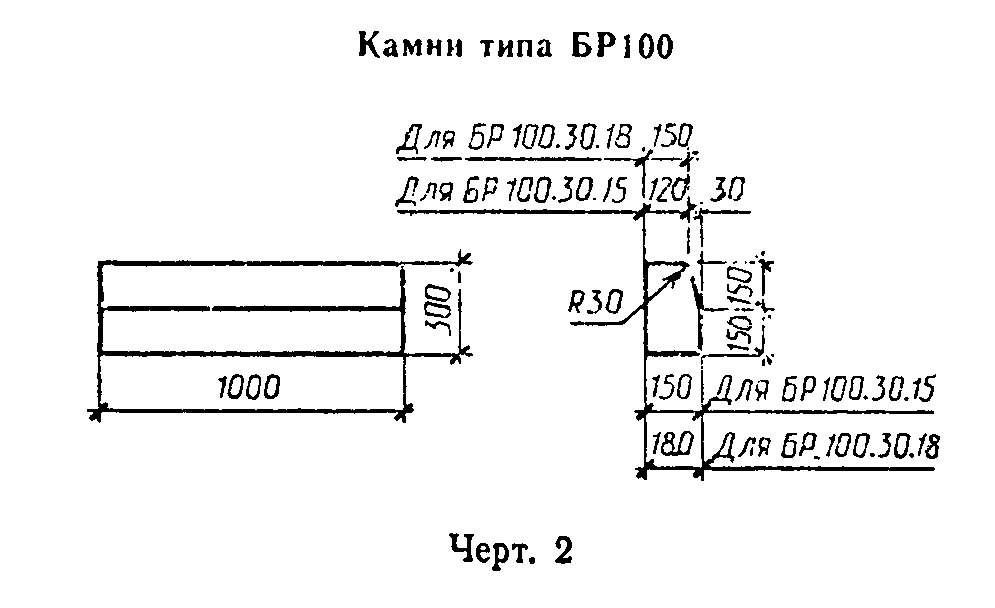 Камни типа БР100
Для БР 100.30.18 150
Для БР 100.30.15 120 30
300
R30
150
150
1000
150 Для БР 100.30.15
180 Для БР 100.30.18
Черт. 2